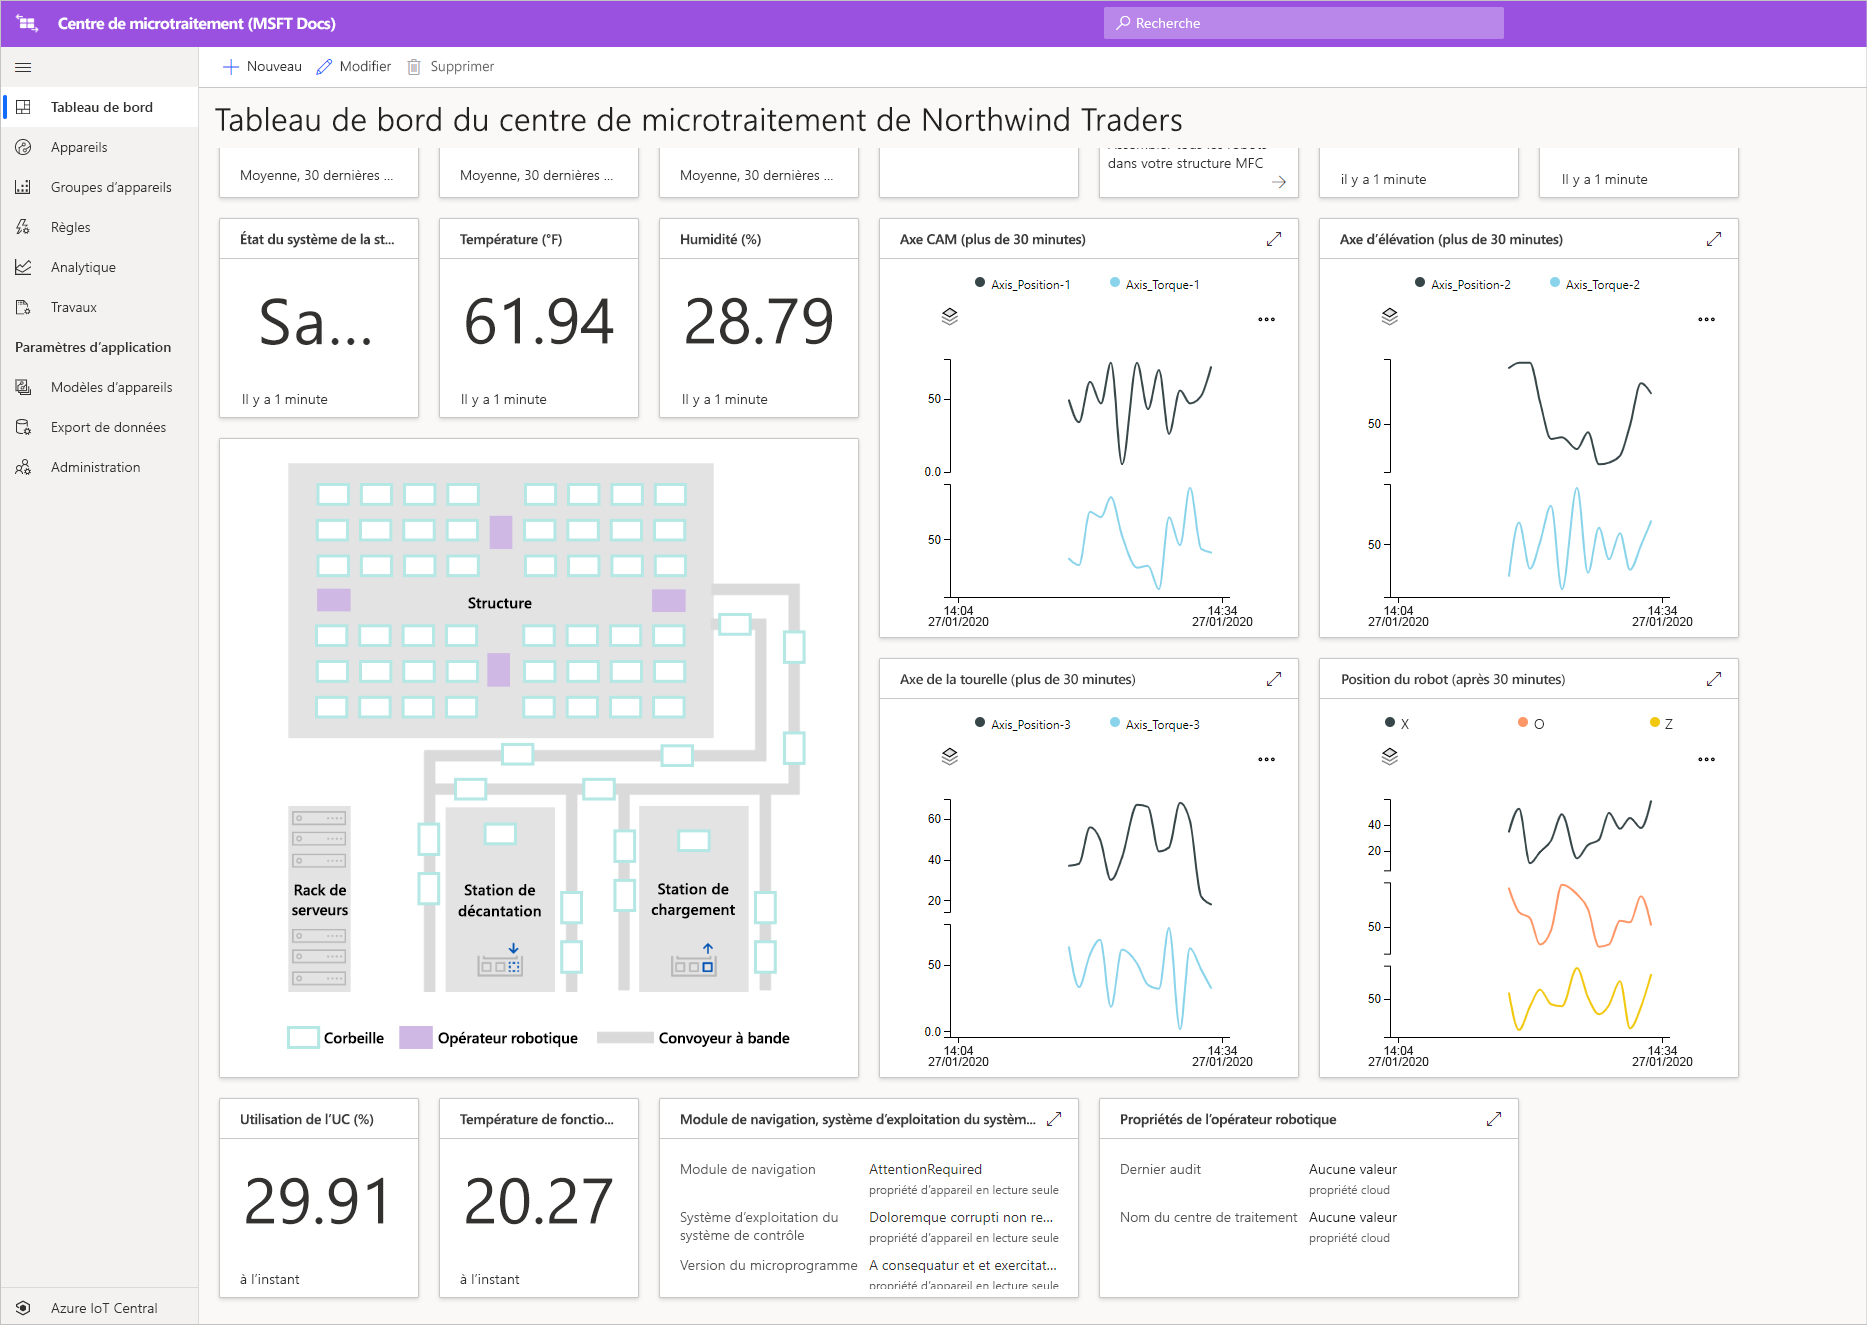 Centre de microtraitement (MSFT Docs)
Recherche
Nouveau
Modifier
Supprimer
Tableau de bord
Appareils
Groupes d'appareils
Règles
Analytique
Travaux
Paramètres d'application
Modèles d'appareils
Export de données
Administration
Azure IoT Central
Tableau de bord du centre de microtraitement de Northwind Traders
Moyenne, 30 dernières ...
Moyenne, 30 dernières ...
Moyenne, 30 dernières ...
Assembler tous les robots
dans votre structure MFC
il y a 1 minute
Il y a 1 minute
État du système de la st...
Sa...
Il y a 1 minute
Température (°F)
61.94
Il y a 1 minute
Humidité (%)
28.79
Il y a 1 minute
Axe CAM (plus de 30 minutes)
Axis_Position-1
Axis_Torque-1
50
0.0
50
14:04
27/01/2020
14:34
27/01/2020
Axe d'élévation (plus de 30 minutes)
Axis_Position-2
Axis_Torque-2
50
50
14:04
27/01/2020
14:34
27/01/2020
Structure
Rack de
serveurs
Station de
décantation
Station de
chargement
Corbeille
Opérateur robotique
Convoyeur à bande
Axe de la tourelle (plus de 30 minutes)
Axis_Position-3
Axis_Torque-3
60
40
20
50
0.0
14:04
27/01/2020
14:34
27/01/2020
Position du robot (après 30 minutes)
X
O
Z
40
20
50
50
14:04
27/01/2020
14:34
27/01/2020
Utilisation de l'UC (%)
29.91
à l'instant
Température de fonctio...
20.27
à l'instant
Module de navigation, système d'exploitation du systèm...
Module de navigation
AttentionRequired
propriété d'appareil en lecture seule
Système d'exploitation du
système de contrôle
Doloremque corrupti non re...
propriété d'appareil en lecture seule
Version du microprogramme
A consequatur et et exercitat...
propriété d'appareil en lecture seule
Propriétés de l'opérateur robotique
Dernier audit
Aucune valeur
propriété cloud
Nom du centre de traitement
Aucune valeur
propriété cloud